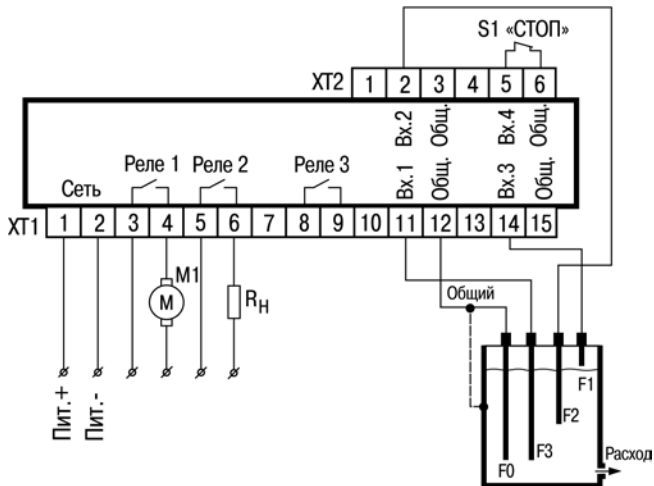 S1 «СТОП»
XT2 1 2 3 4 5 6
Вх.2 Общ. Вх.4 Общ.
Реле 1 Реле 2 Реле 3
Вх.1 Общ. Вх.3 Общ.
Сеть
XT1 1 2 3 4 5 6 7 8 9 10 11 12 13 14 15
M1
M
RН
Общий
Пит.+
Пит.-
F1
F2
F3
F0
Расход